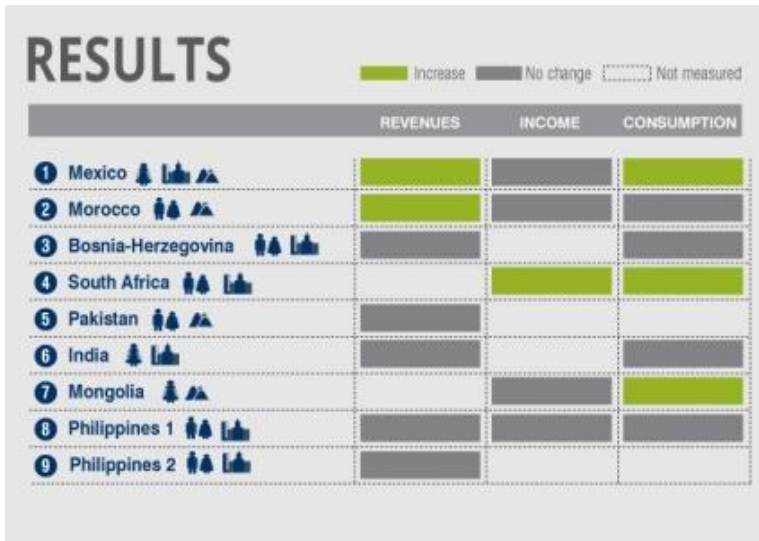 RESULTS
Increase No change Not measured
REVENUES INCOME CONSUMPTION
1 Mexico
2 Morocco
3 Bosnia-Herzegovina
4 South Africa
5 Pakistan
6 India
7 Mongolia
8 Philippines 1
9 Philippines 2